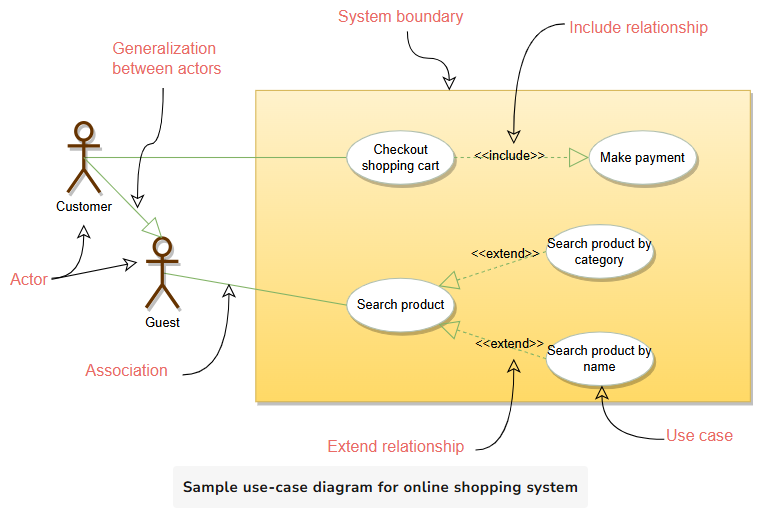 System boundary
Include relationship
Generalization
between actors
Checkout
shopping cart
<<include>>
Make payment
Customer
Search product by
category
<<extend>>
Actor
Guest
Search product
<<extend>>
Search product by
name
Association
Extend relationship
Use case
Sample use-case diagram for online shopping system